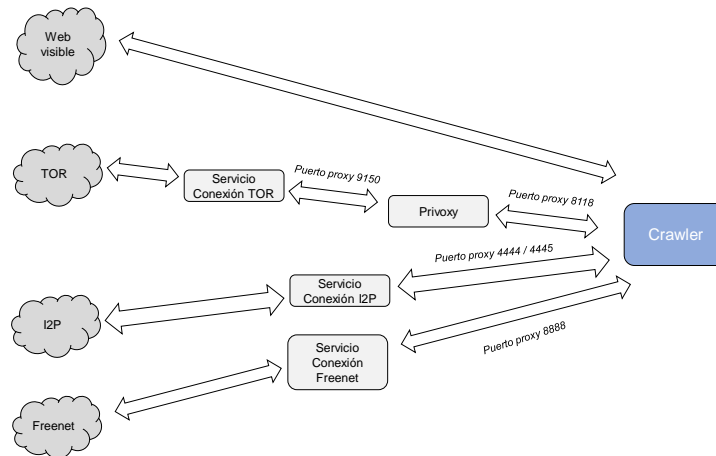 Web
visible
TOR
Servicio
Conexión TOR
Puerto proxy 9150
Privoxy
Puerto proxy 8118
Crawler
Puerto proxy 4444 / 4445
Servicio
Conexión I2P
I2P
Servicio
Conexión
Freenet
Puerto proxy 8888
Freenet